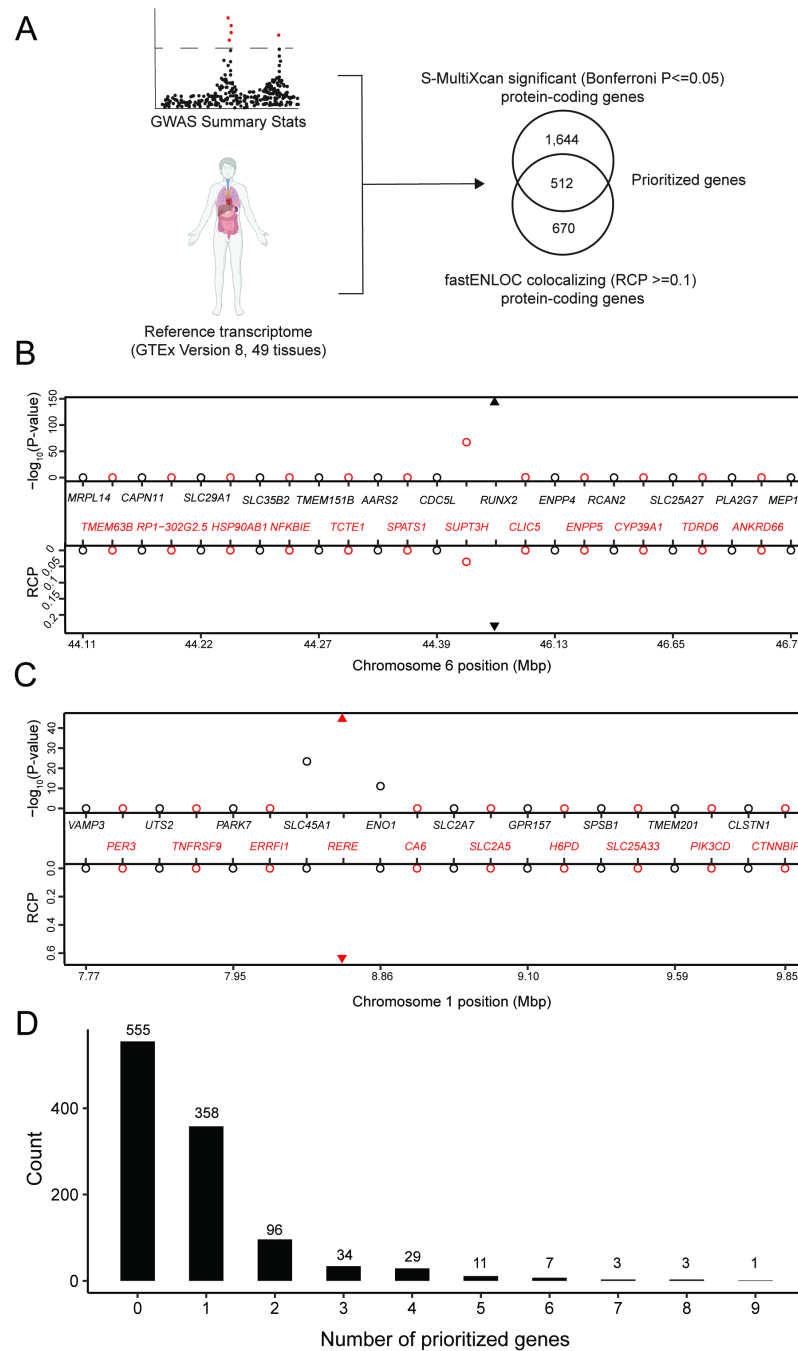 A
GWAS Summary Stats
Reference transcriptome
(GTEx Version 8, 49 tissues)
S-MultiXcan significant (Bonferroni P<=0.05)
protein-coding genes
1,644
512
Prioritized genes
670
fastENLOC colocalizing (RCP >=0.1)
protein-coding genes
B
−log10(P-value)
150
100
50
0
MRPL14 CAPN11 SLC29A1 SLC35B2 TMEM151B AARS2 CDC5L RUNX2 ENPP4 RCAN2 SLC25A27 PLA2G7 MEP1
TMEM63B RP1−302G2.5 HSP90AB1 NFKBIE TCTE1 SPATS1 SUPT3H CLIC5 ENPP5 CYP39A1 TDRD6 ANKRD66
RCP
0
0.05
0.1
0.15
0.2
44.11 44.22 44.27 44.39 46.13 46.65 46.7
Chromosome 6 position (Mbp)
C
−log10(P-value)
40
30
20
10
0
VAMP3 UTS2 PARK7 SLC45A1 ENO1 SLC2A7 GPR157 SPSB1 TMEM201 CLSTN1
PER3 TNFRSF9 ERRFI1 RERE CA6 SLC2A5 H6PD SLC25A33 PIK3CD CTNNBIP
RCP
0.0
0.2
0.4
0.6
7.77 7.95 8.86 9.10 9.59 9.85
Chromosome 1 position (Mbp)
D
Count
400
200
0
555 358 96 34 29 11 7 3 3 1
0 1 2 3 4 5 6 7 8 9
Number of prioritized genes